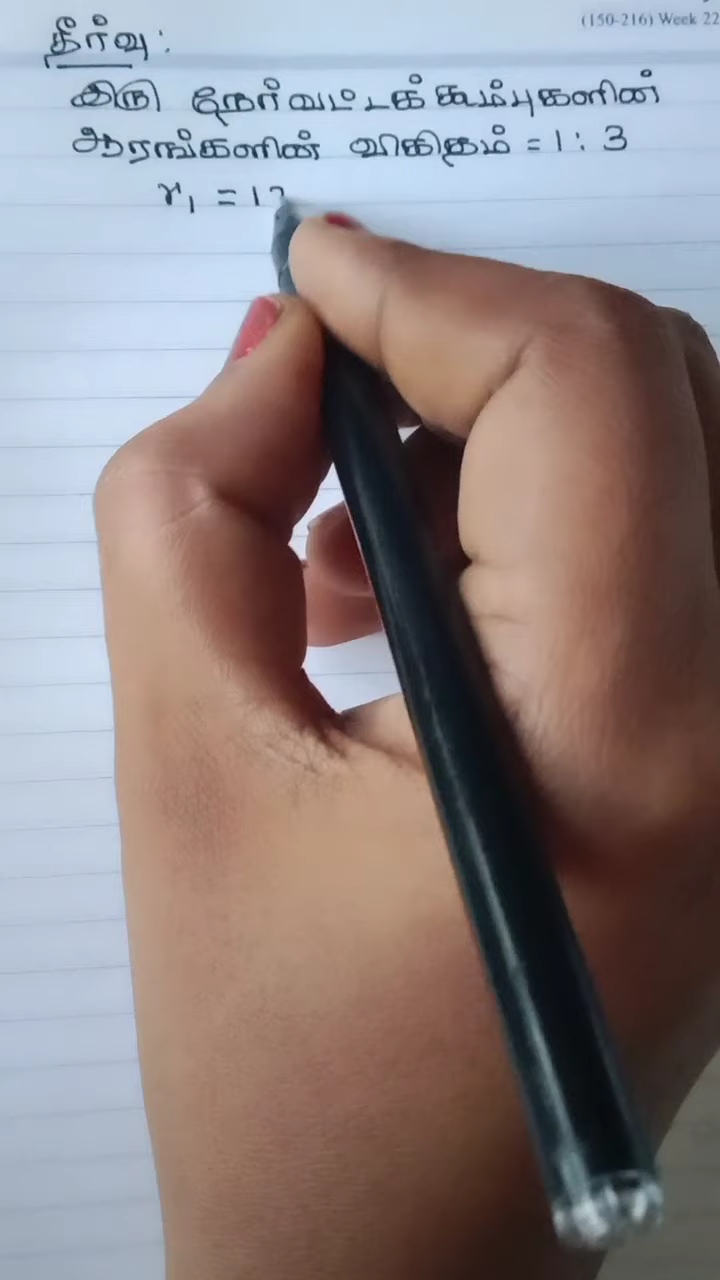 (150-216) Week 22
தீர்வு:
இரு நேர்வட்டக் கூம்புகளின்
ஆரங்களின் விகிதம் = 1 : 3
r₁ = 1